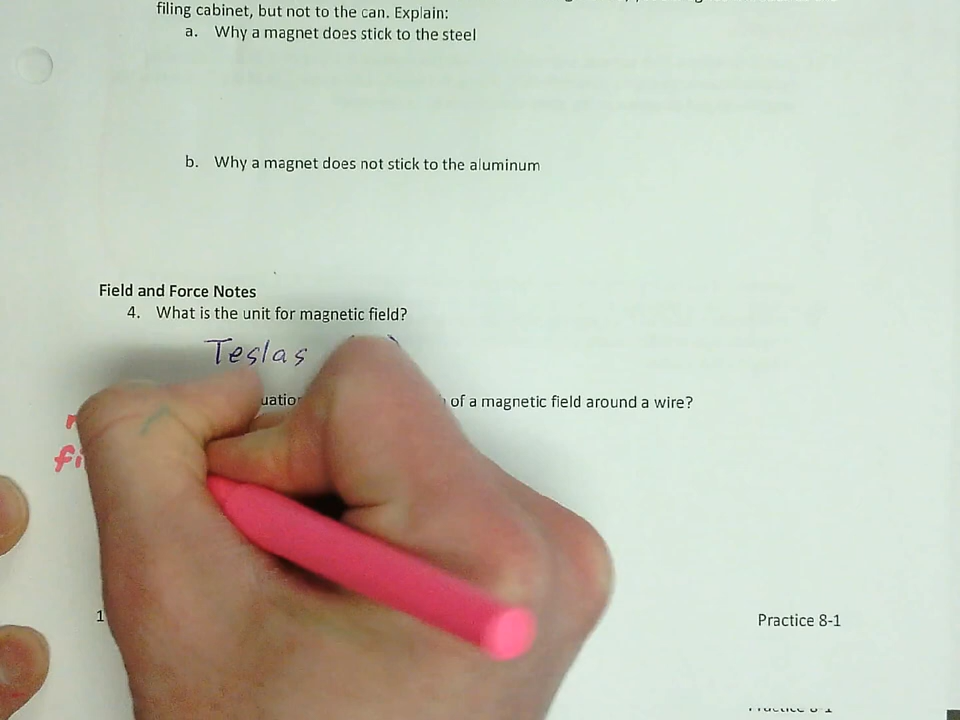 filing cabinet, but not to the can. Explain:
a. Why a magnet does stick to the steel
b. Why a magnet does not stick to the aluminum
Field and Force Notes
4. What is the unit for magnetic field?
Teslas
of a magnetic field around a wire?
1
Practice 8-1